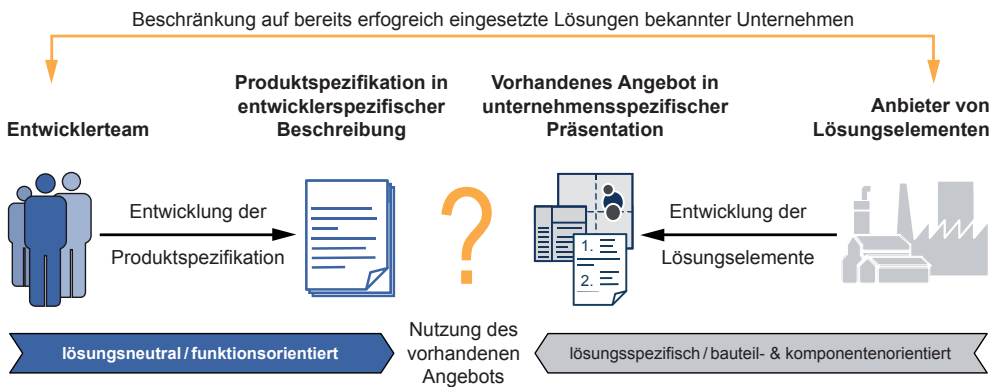 Beschränkung auf bereits erfogreich eingesetzte Lösungen bekannter Unternehmen
Entwicklerteam
Produktspezifikation in
entwicklerspezifischer
Beschreibung
Vorhandenes Angebot in
unternehmensspezifischer
Präsentation
Anbieter von
Lösungselementen
Entwicklung der
Produktspezifikation
?
1.
2.
Entwicklung der
Lösungselemente
lösungsneutral / funktionsorientiert
Nutzung des
vorhandenen
Angebots
lösungsspezifisch / bauteil- & komponentenorientiert